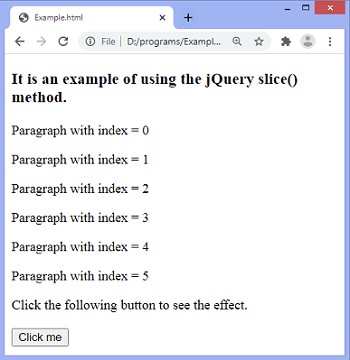 Example.html
File | D:/programs/Exampl...
It is an example of using the jQuery slice()
method.
Paragraph with index = 0
Paragraph with index = 1
Paragraph with index = 2
Paragraph with index = 3
Paragraph with index = 4
Paragraph with index = 5
Click the following button to see the effect.
Click me